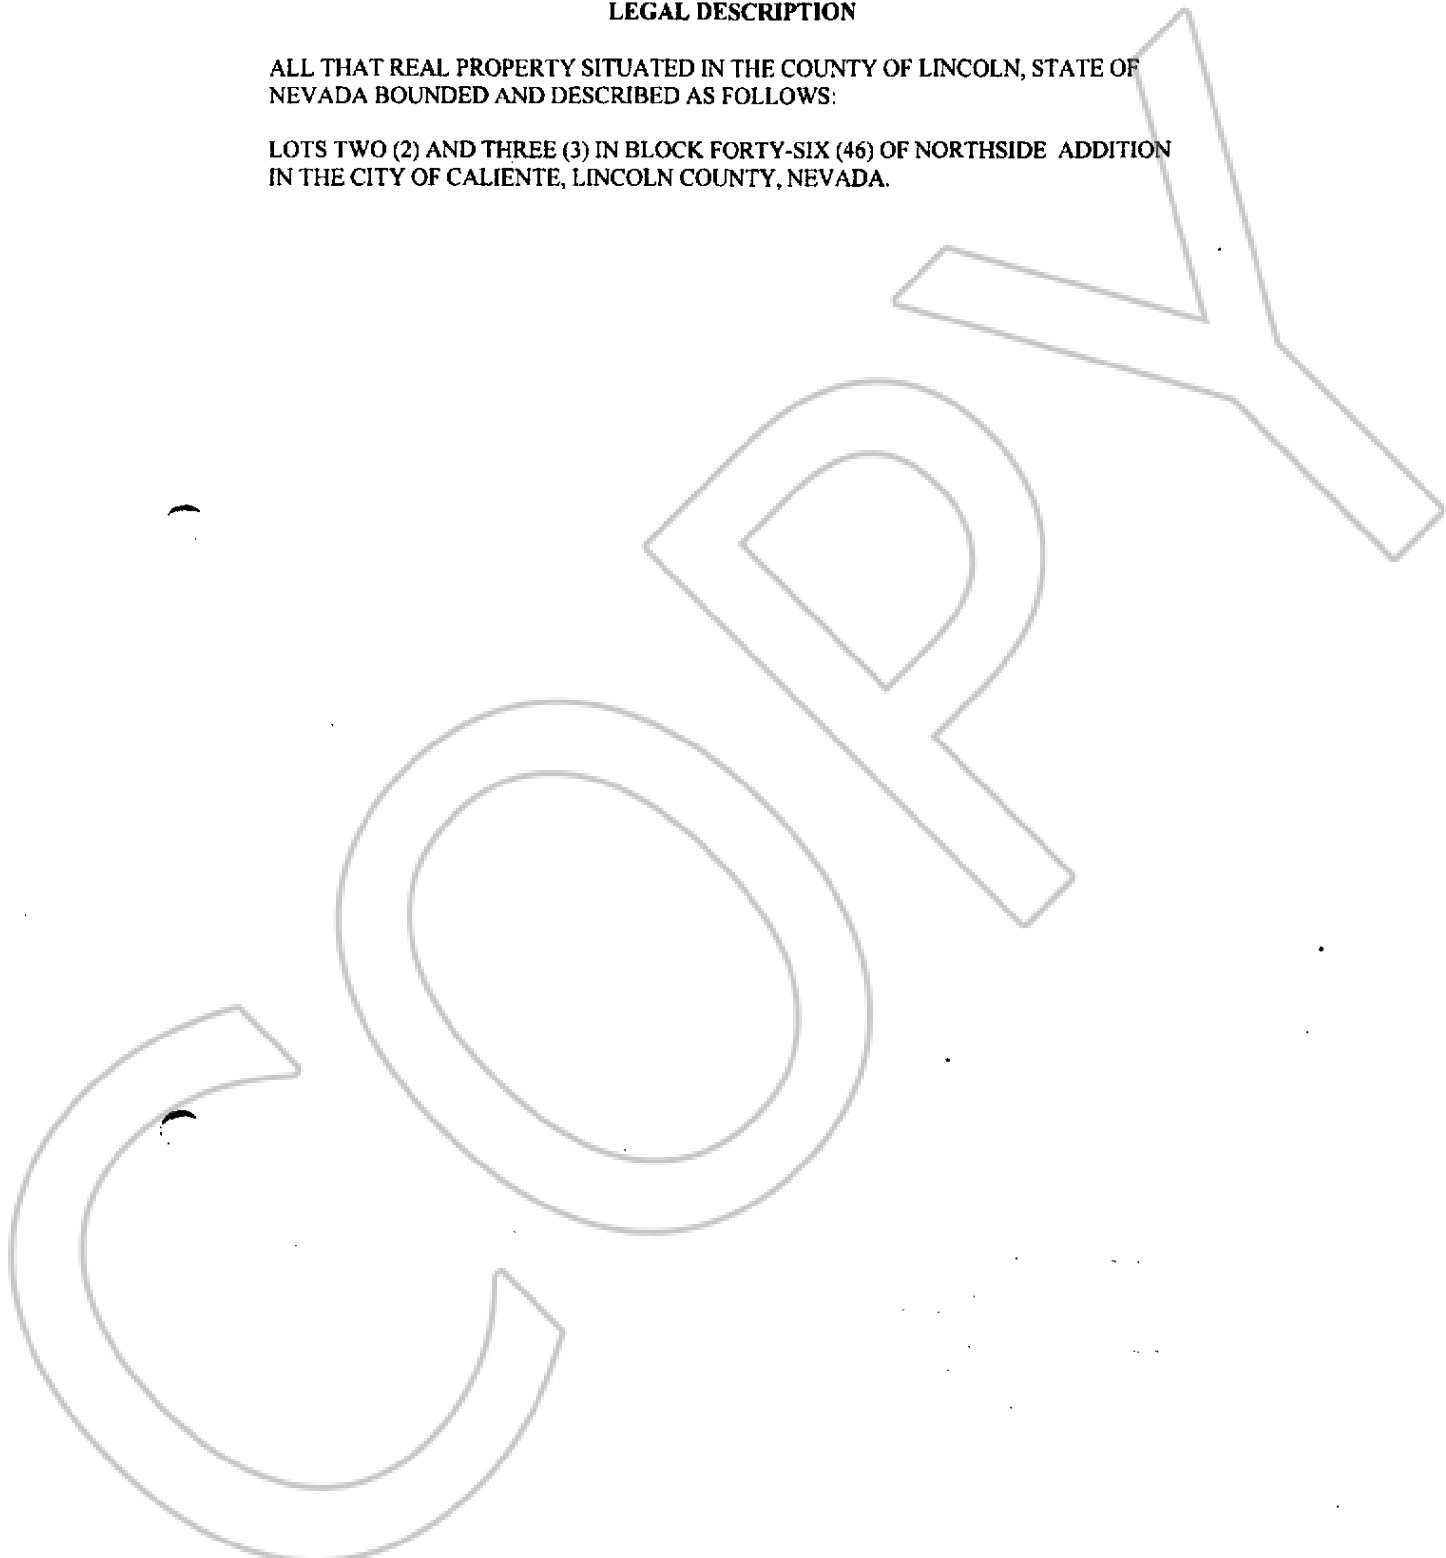 LEGAL DESCRIPTION
ALL THAT REAL PROPERTY SITUATED IN THE COUNTY OF LINCOLN, STATE OF
NEVADA BOUNDED AND DESCRIBED AS FOLLOWS:
LOTS TWO (2) AND THREE (3) IN BLOCK FORTY-SIX (46) OF NORTHSIDE ADDITION
IN THE CITY OF CALIENTE, LINCOLN COUNTY, NEVADA.
COPY